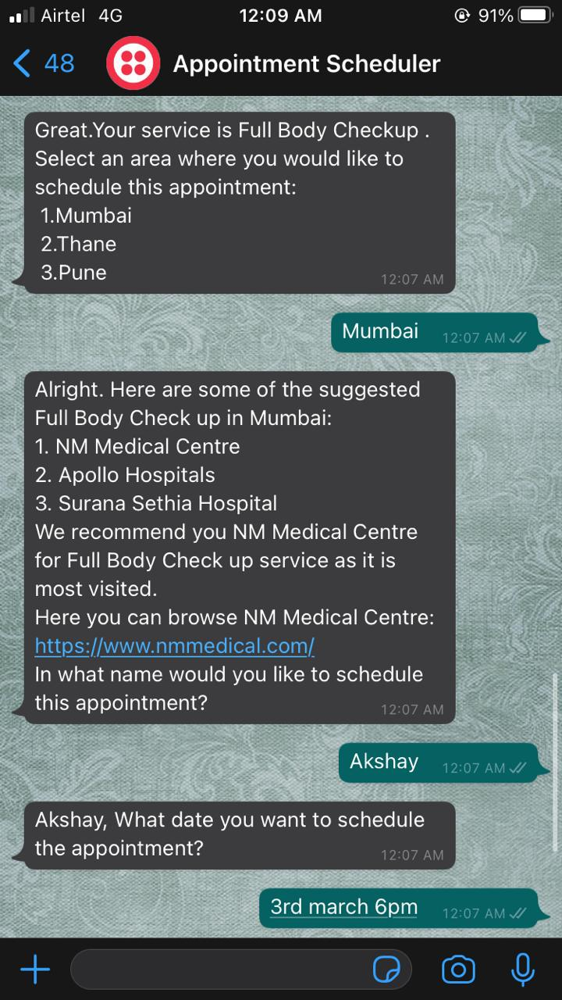 Airtel 4G 12:09 AM 91%
48 Appointment Scheduler
Great.Your service is Full Body Checkup .
Select an area where you would like to
schedule this appointment:
1.Mumbai
2.Thane
3.Pune
12:07 AM
Mumbai 12:07 AM
Alright. Here are some of the suggested
Full Body Check up in Mumbai:
1. NM Medical Centre
2. Apollo Hospitals
3. Surana Sethia Hospital
We recommend you NM Medical Centre
for Full Body Check up service as it is
most visited.
Here you can browse NM Medical Centre:
https://www.nmmedical.com/
In what name would you like to schedule
this appointment?
12:07 AM
Akshay 12:07 AM
Akshay, What date you want to schedule
the appointment?
12:07 AM
3rd march 6pm 12:07 AM